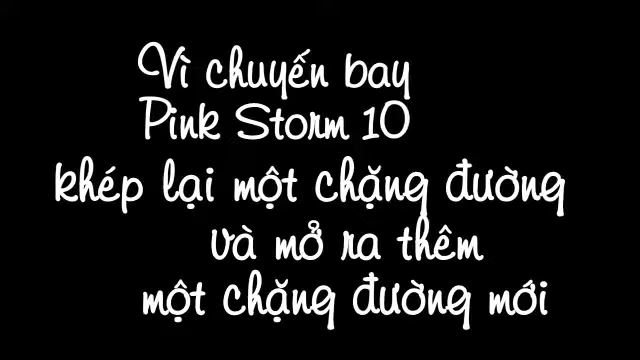 Vì chuyến bay
Pink Storm 10
khép lại một chặng đường
và mở ra thêm
một chặng đường mới